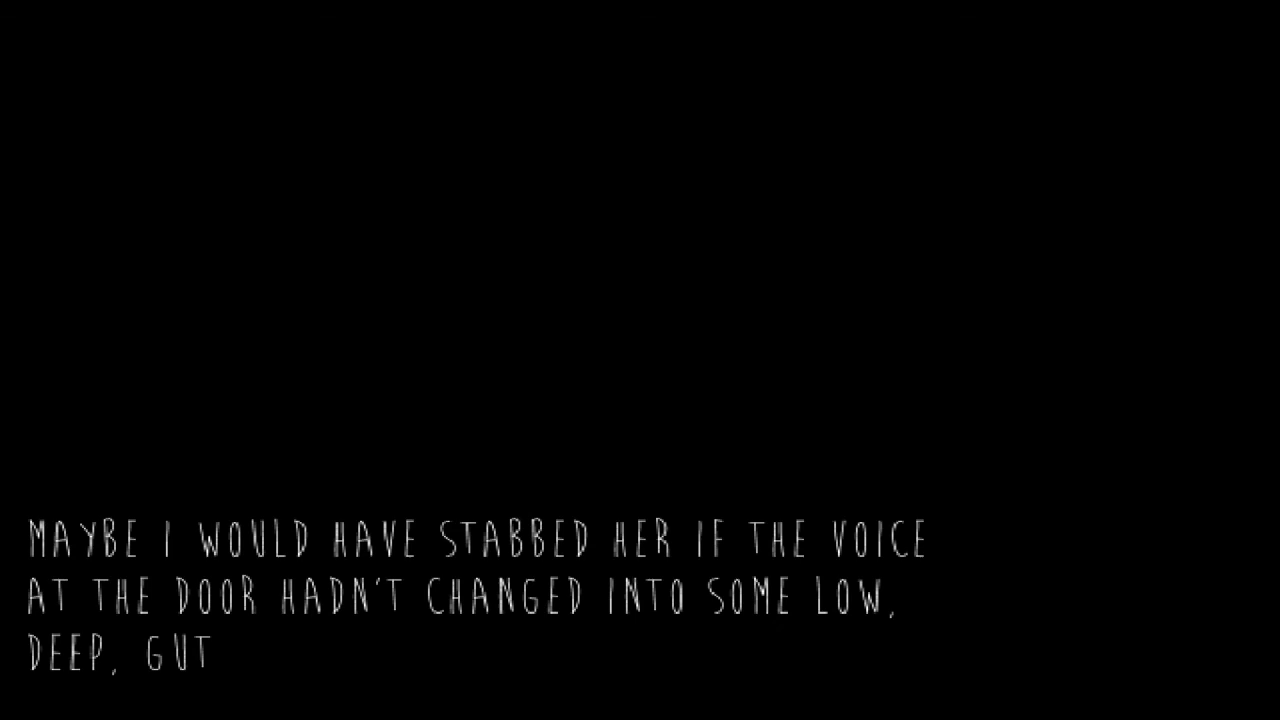 MAYBE I WOULD HAVE STABBED HER IF THE VOICE
AT THE DOOR HADN'T CHANGED INTO SOME LOW,
DEEP, GUT